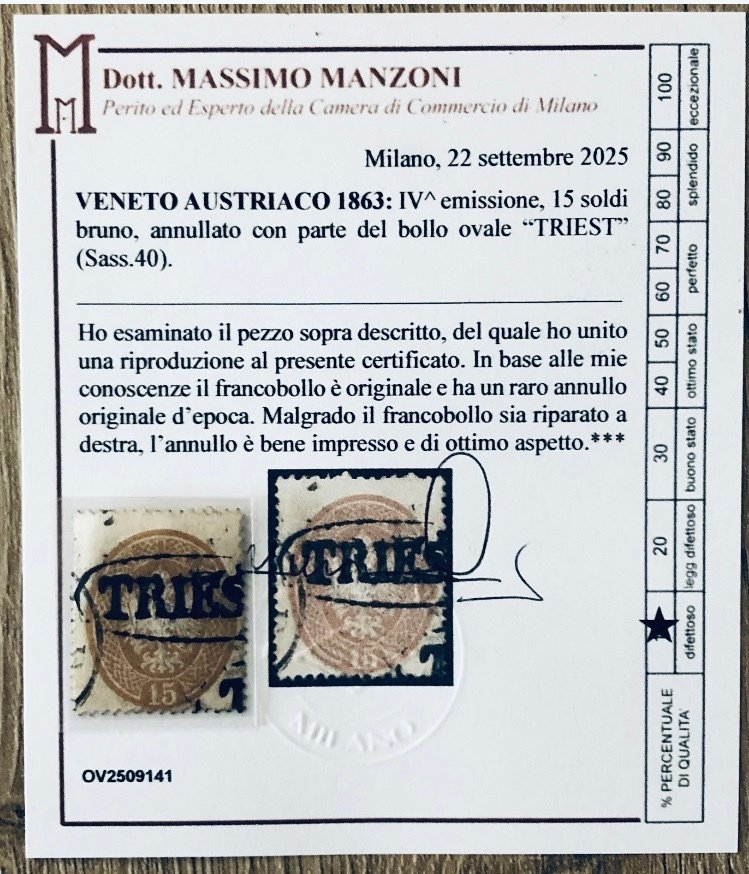 M
M
Dott. MASSIMO MANZONI
Perito ed Esperto della Camera di Commercio di Milano
Milano, 22 settembre 2025
VENETO AUSTRIACO 1863: IV^ emissione, 15 soldi
bruno, annullato con parte del bollo ovale “TRIEST”
(Sass.40).
Ho esaminato il pezzo sopra descritto, del quale ho unito
una riproduzione al presente certificato. In base alle mie
conoscenze il francobollo è originale e ha un raro annullo
originale d’epoca. Malgrado il francobollo sia riparato a
destra, l’annullo è bene impresso e di ottimo aspetto.***
TRIES
15
TRIES
15
MILANO
OV2509141
100
90
80
70
60
50
40
30
20
eccezionale
splendido
perfetto
ottimo stato
buono stato
legg difettoso
difettoso
% PERCENTUALE
DI QUALITA'